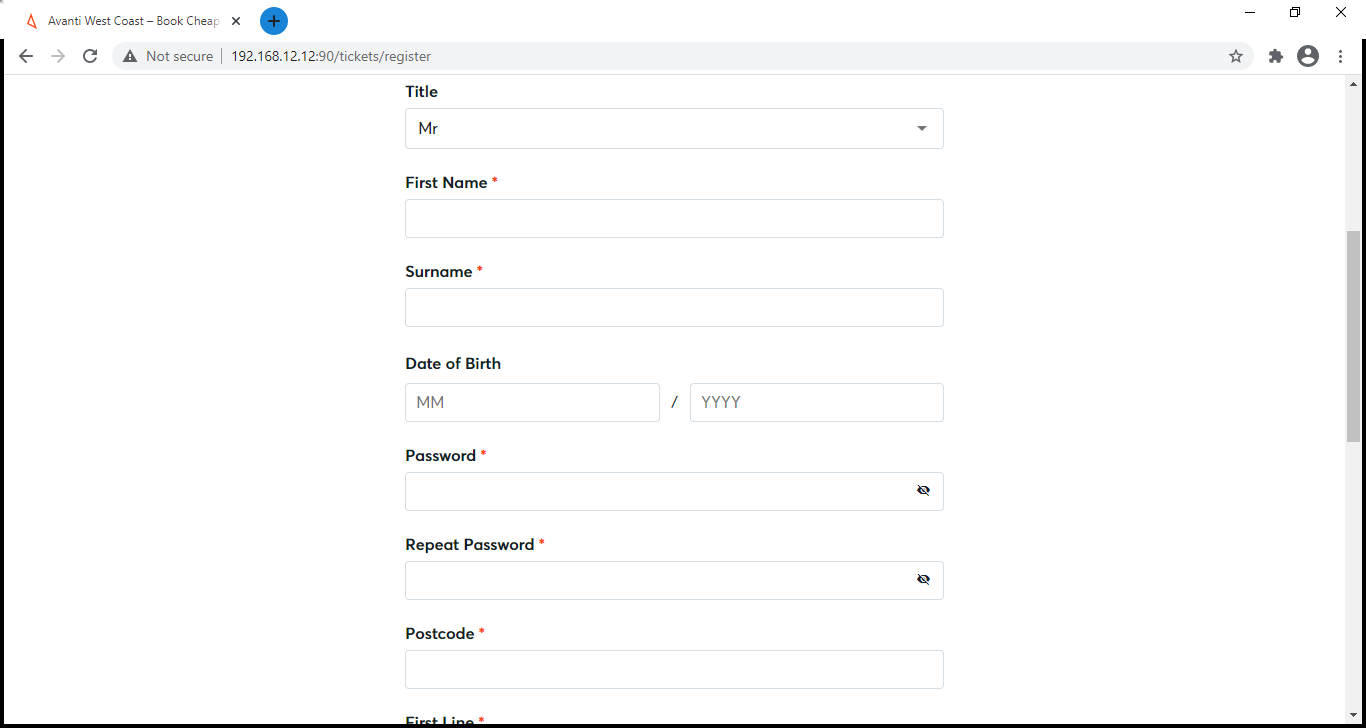 Avanti West Coast – Book Cheap
Not secure
192.168.12.12:90/tickets/register
Title
Mr
First Name *
Surname *
Date of Birth
MM / YYYY
Password *
Repeat Password *
Postcode *
First Line *